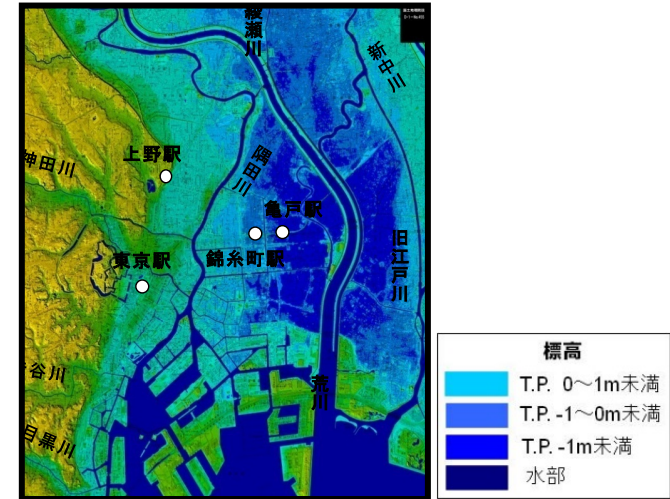 綾瀬川
新中川
上野駅
神田川
隅田川
亀戸駅
東京駅
錦糸町駅
旧江戸川
谷川
荒川
目黒川
標高
T.P. 0～1m未満
T.P. -1～0m未満
T.P. -1m未満
水部